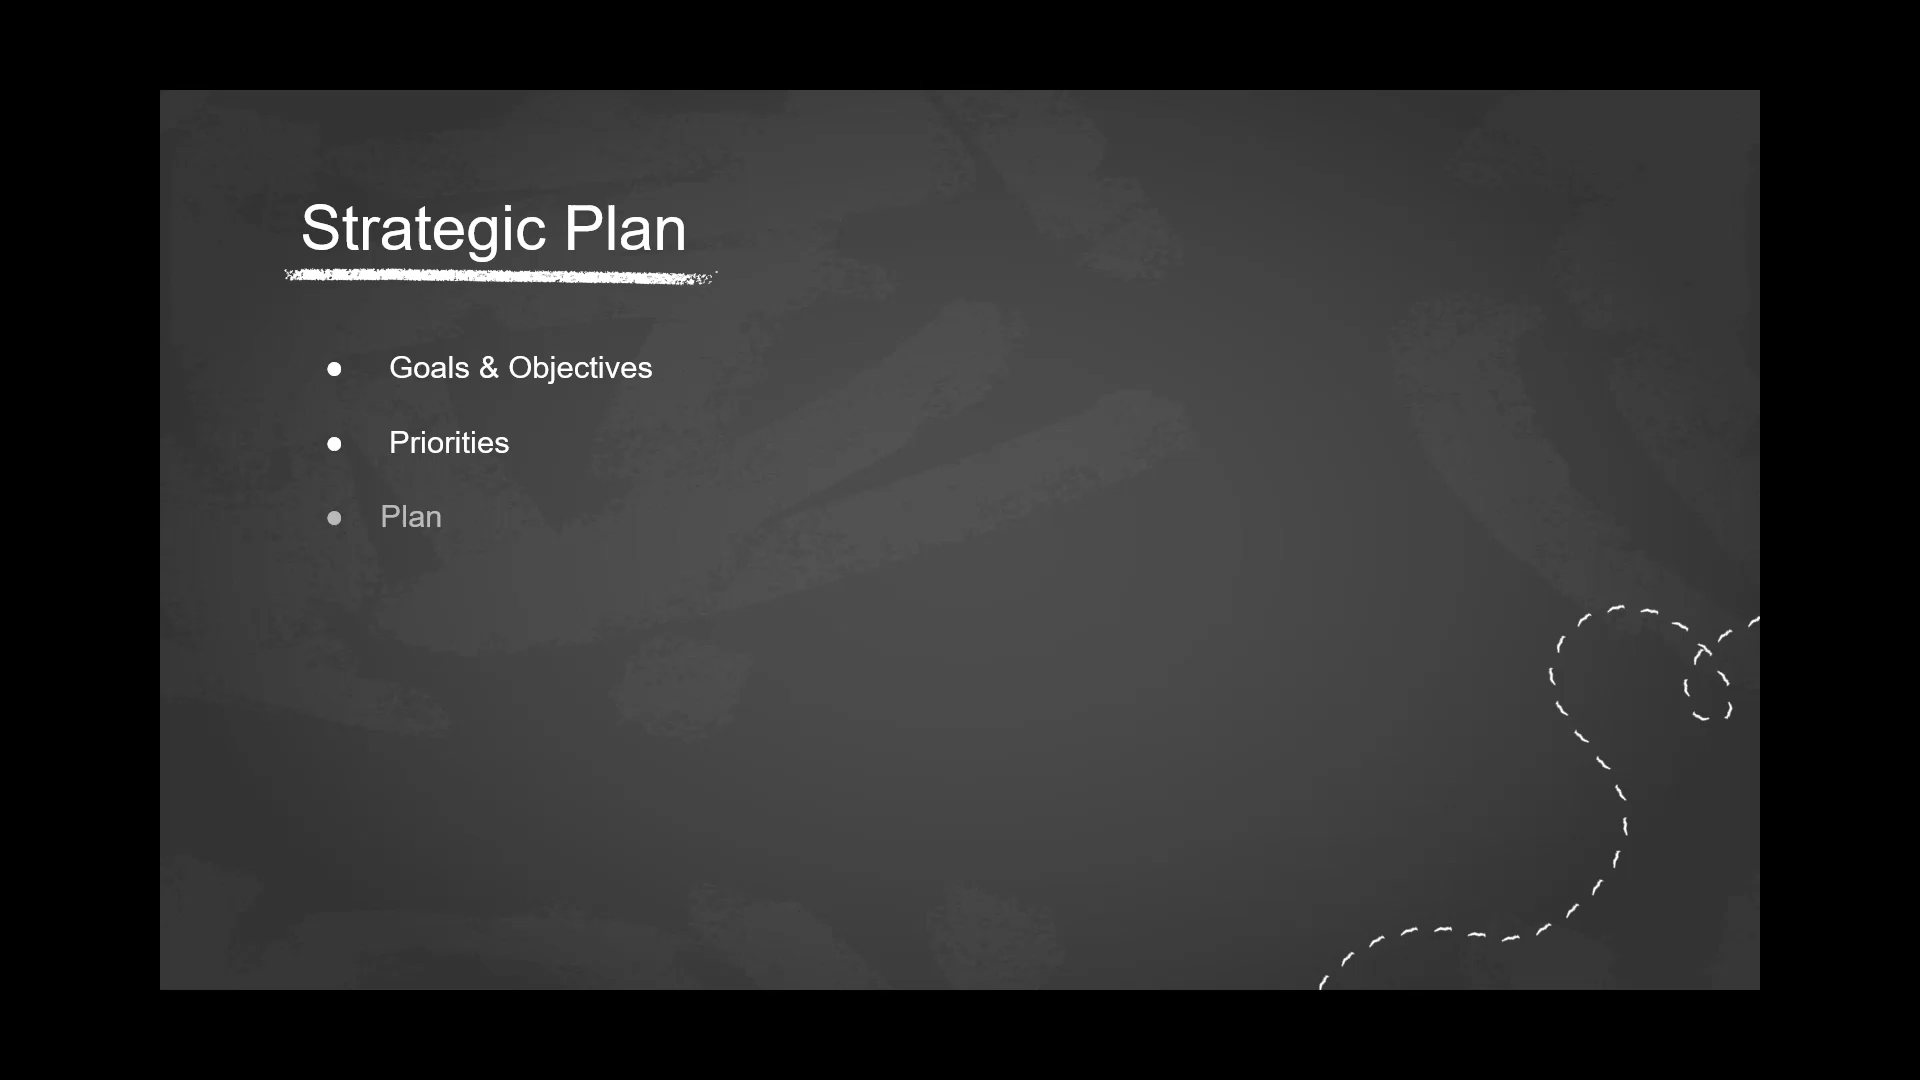 Strategic Plan
● Goals & Objectives
● Priorities
● Plan